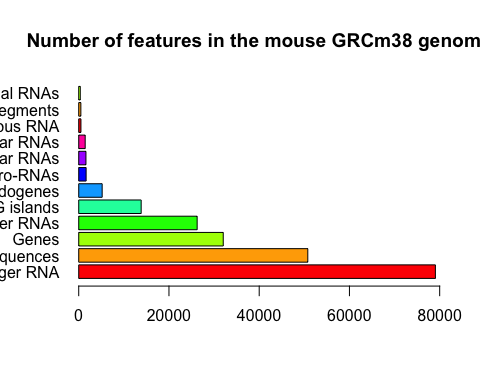 Number of features in the mouse GRCm38 genom
al RNAs
egments
ous RNA
ar RNAs
ar RNAs
ro-RNAs
dogenes
G islands
er RNAs
Genes
quences
ger RNA
0 20000 40000 60000 80000